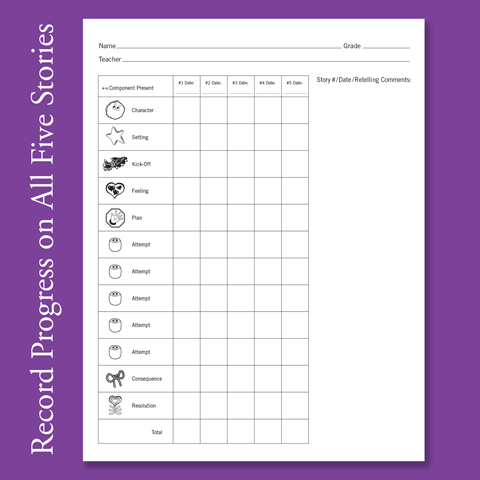 Record Progress on All Five Stories
Name Grade
Teacher
+= Component Present #1 Date: #2 Date: #3 Date: #4 Date: #5 Date: Story #/Date/Retelling Comments:
Character
Setting
Kick-Off
Feeling
Plan
Attempt
Attempt
Attempt
Attempt
Attempt
Consequence
Resolution
Total